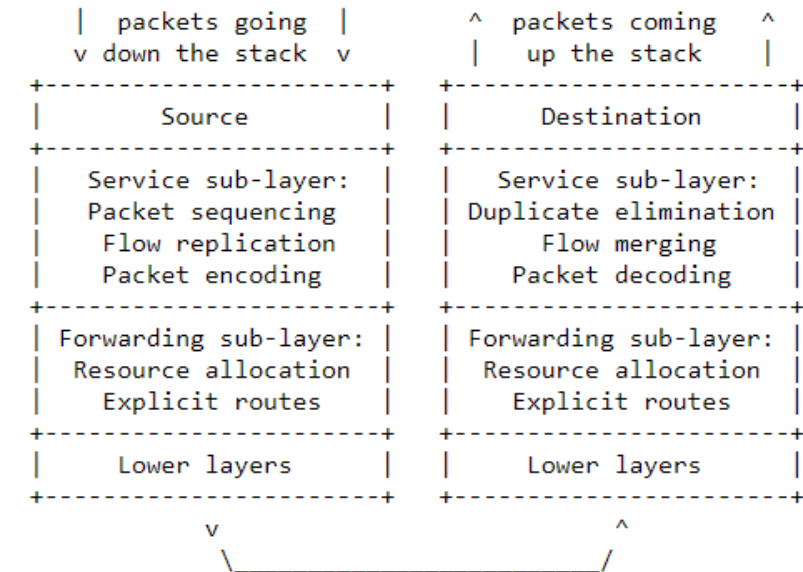 |  packets going  |        ^  packets coming   ^
v down the stack  v        |   up the stack    |
+-----------------------+   +-----------------------+
|        Source         |   |      Destination      |
+-----------------------+   +-----------------------+
|   Service sub-layer:  |   |   Service sub-layer:  |
|   Packet sequencing   |   | Duplicate elimination |
|    Flow replication   |   |      Flow merging     |
|    Packet encoding    |   |    Packet decoding    |
+-----------------------+   +-----------------------+
| Forwarding sub-layer: |   | Forwarding sub-layer: |
|  Resource allocation  |   |  Resource allocation  |
|    Explicit routes    |   |    Explicit routes    |
+-----------------------+   +-----------------------+
|     Lower layers      |   |     Lower layers      |
+-----------------------+   +-----------------------+
            v                           ^
             \_________________________/